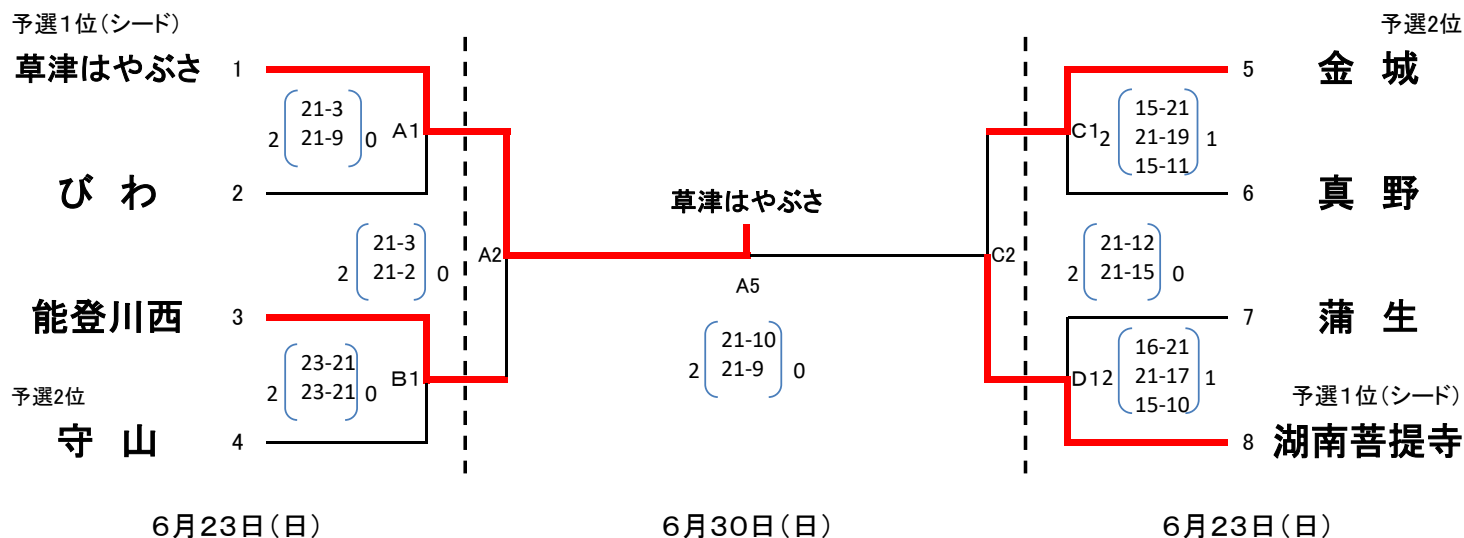 予選１位（シード）
草津はやぶさ 1
2 21-3 0
21-9
A1
びわ 2
2 21-3 0
21-2
A2
能登川西 3
2 23-21 0
23-21
B1
予選2位
守山 4
草津はやぶさ
A5
2 21-10 0
21-9
予選2位
5 金城
C1 2 15-21 1
21-19
15-11
6 真野
C2
2 21-12 0
21-15
7 蒲生
D1 2 16-21 1
21-17
15-10
予選１位（シード）
8 湖南菩提寺
６月２３日（日） ６月３０日（日） ６月２３日（日）